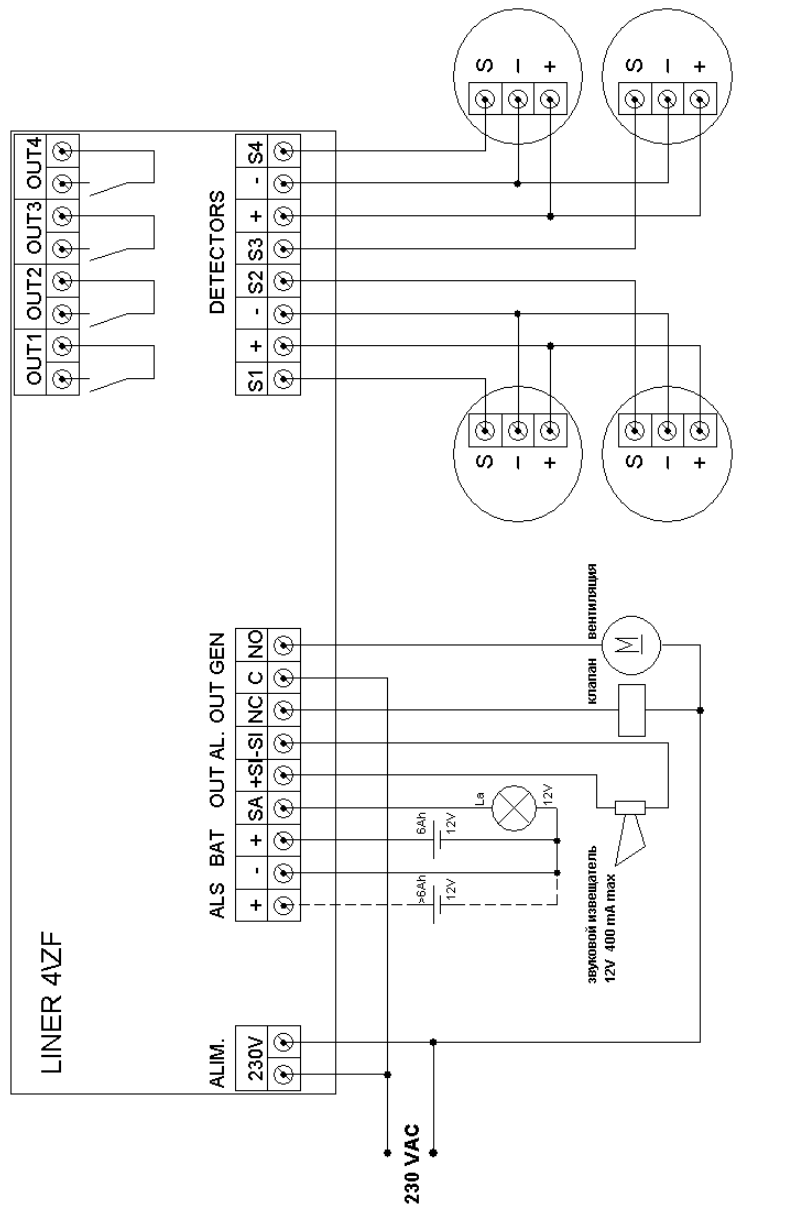 OUT1 OUT2 OUT3 OUT4
LINER 4\ZF
ALIM.
230V
ALS BAT OUT AL. OUT GEN
+ - + SA +SI -SI NC C NO
DETECTORS
S1 + - S2 S3 + - S4
230 VAC
>6Ah
12V
6Ah
12V
La
12V
S
–
+
S
–
+
S
–
+
S
–
+
клапан
вентиляция
M
звуковой извещатель
12V 400 mA max